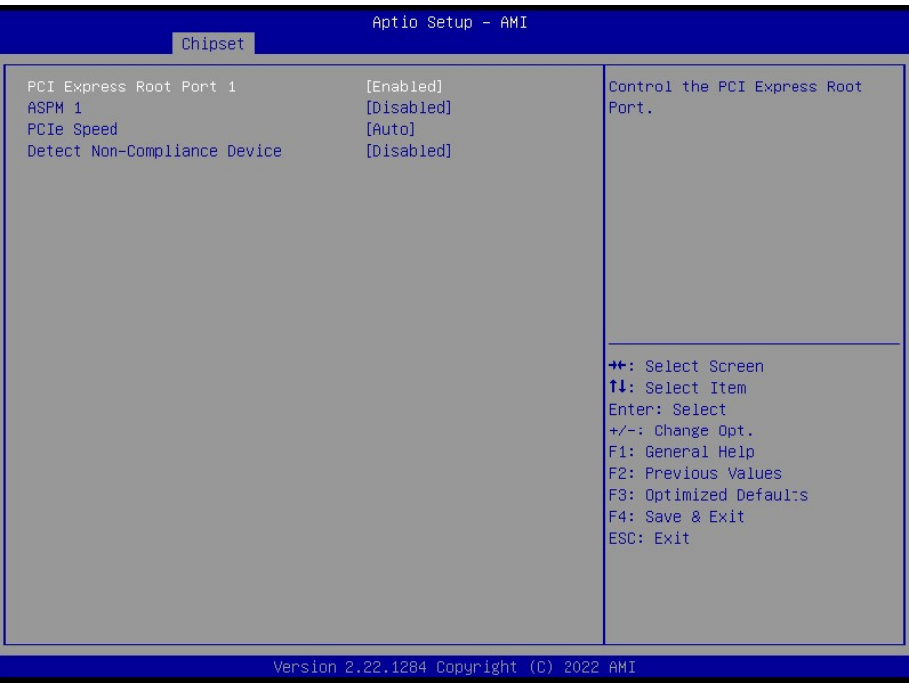 Aptio Setup – AMI
Chipset
PCI Express Root Port 1 [Enabled]
ASPM 1 [Disabled]
PCIe Speed [Auto]
Detect Non-Compliance Device [Disabled]
Control the PCI Express Root
Port.
→←: Select Screen
↑↓: Select Item
Enter: Select
+/-: Change Opt.
F1: General Help
F2: Previous Values
F3: Optimized Defaults
F4: Save & Exit
ESC: Exit
Version 2.22.1284 Copyright (C) 2022 AMI